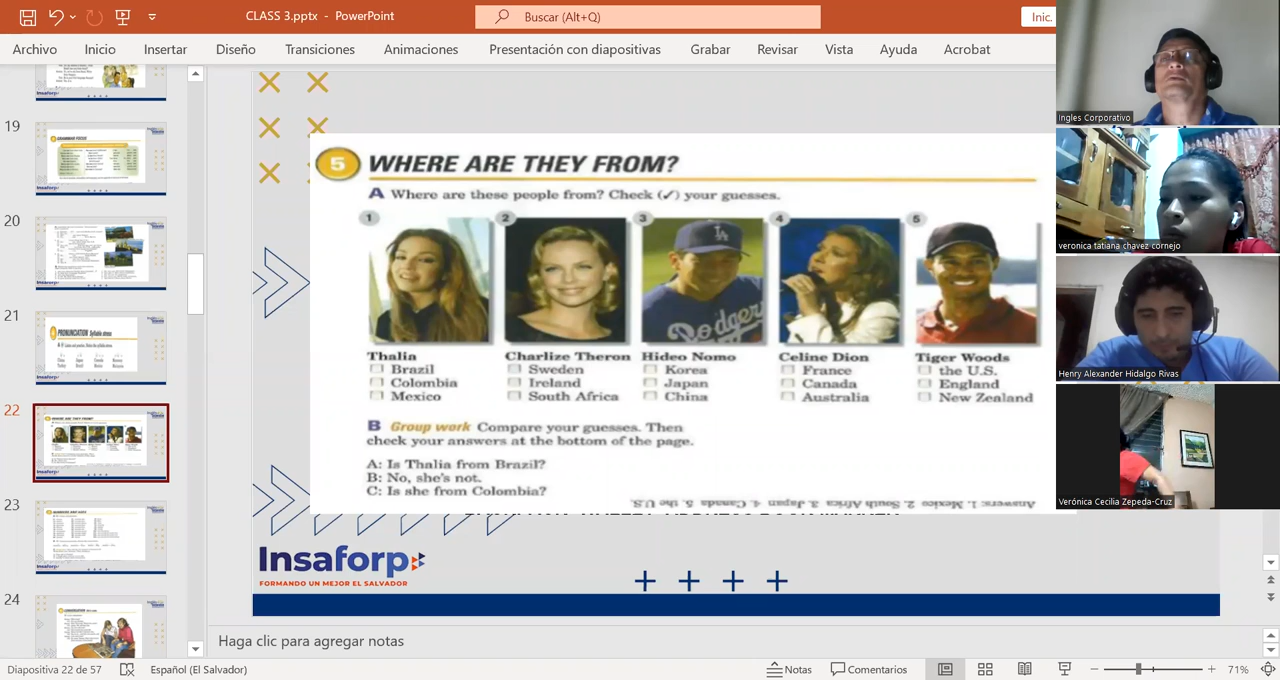 CLASS 3.pptx - PowerPoint
Buscar (Alt+Q)
Inic.
Archivo
Inicio
Insertar
Diseño
Transiciones
Animaciones
Presentación con diapositivas
Grabar
Revisar
Vista
Ayuda
Acrobat
19
20
21
22
23
24
5 WHERE ARE THEY FROM?
A Where are these people from? Check (✓) your guesses.
1
2
3
4
5
Thalia
Brazil
Colombia
Mexico
Charlize Theron
Sweden
Ireland
South Africa
Hideo Nomo
Korea
Japan
China
Celine Dion
France
Canada
Australia
Tiger Woods
the U.S.
England
New Zealand
LA
Dodgers
B Group work Compare your guesses. Then
check your answers at the bottom of the page.
A: Is Thalia from Brazil?
B: No, she's not.
C: Is she from Colombia?
Answers: 1. Mexico 2. South Africa 3. Japan 4. Canada 5. the U.S.
Insaforp
FORMANDO UN MEJOR EL SALVADOR
Ingles Corporativo
veronica tatiana chavez cornejo
Henry Alexander Hidalgo Rivas
Verónica Cecilia Zepeda-Cruz
Haga clic para agregar notas
Diapositiva 22 de 57
Español (El Salvador)
Notas
Comentarios
71%